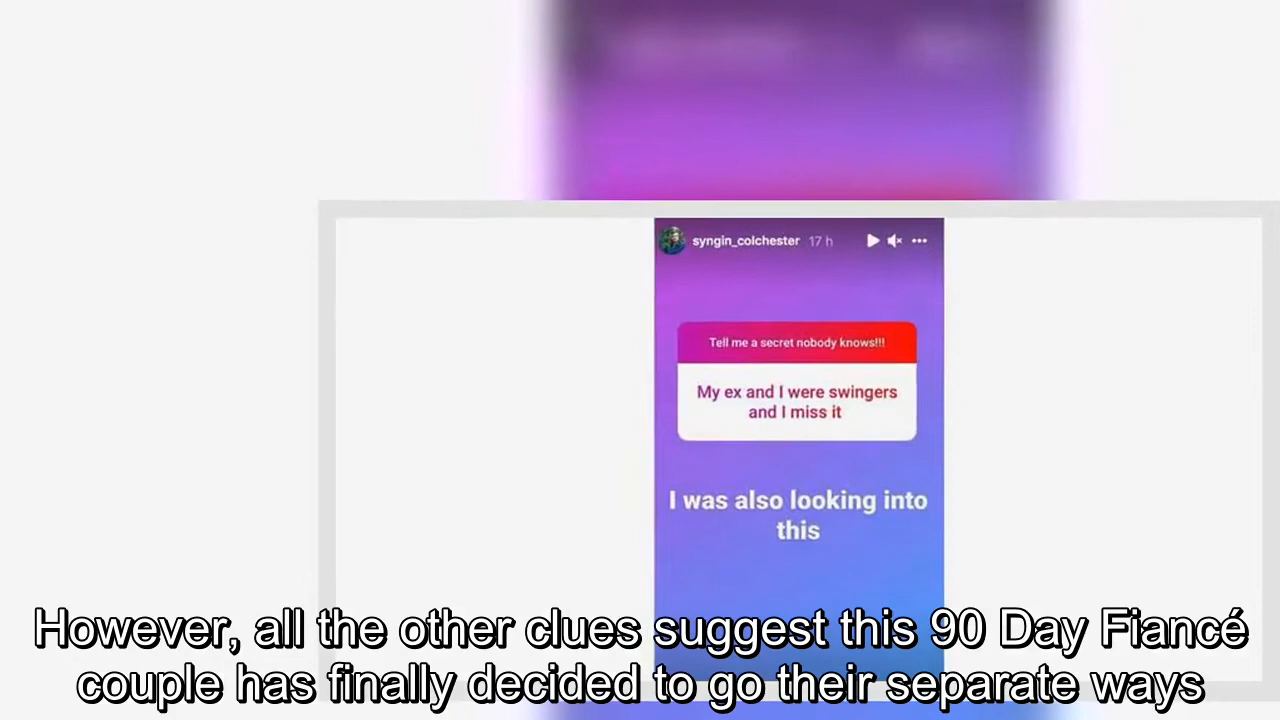 syngin_colchester 17 h
Tell me a secret nobody knows!!!
My ex and I were swingers
and I miss it
I was also looking into
this
However, all the other clues suggest this 90 Day Fiancé
couple has finally decided to go their separate ways